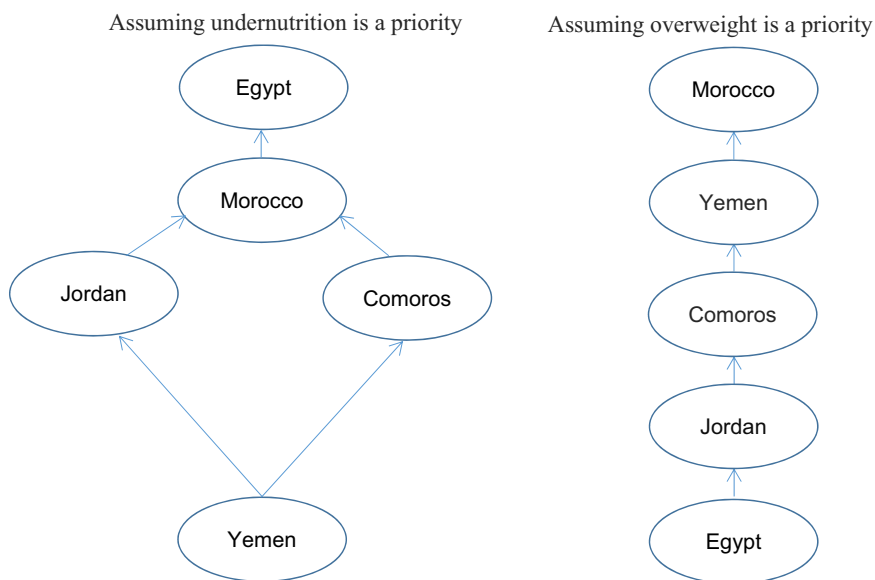 Assuming undernutrition is a priority
Egypt
Morocco
Jordan
Comoros
Yemen
Assuming overweight is a priority
Morocco
Yemen
Comoros
Jordan
Egypt